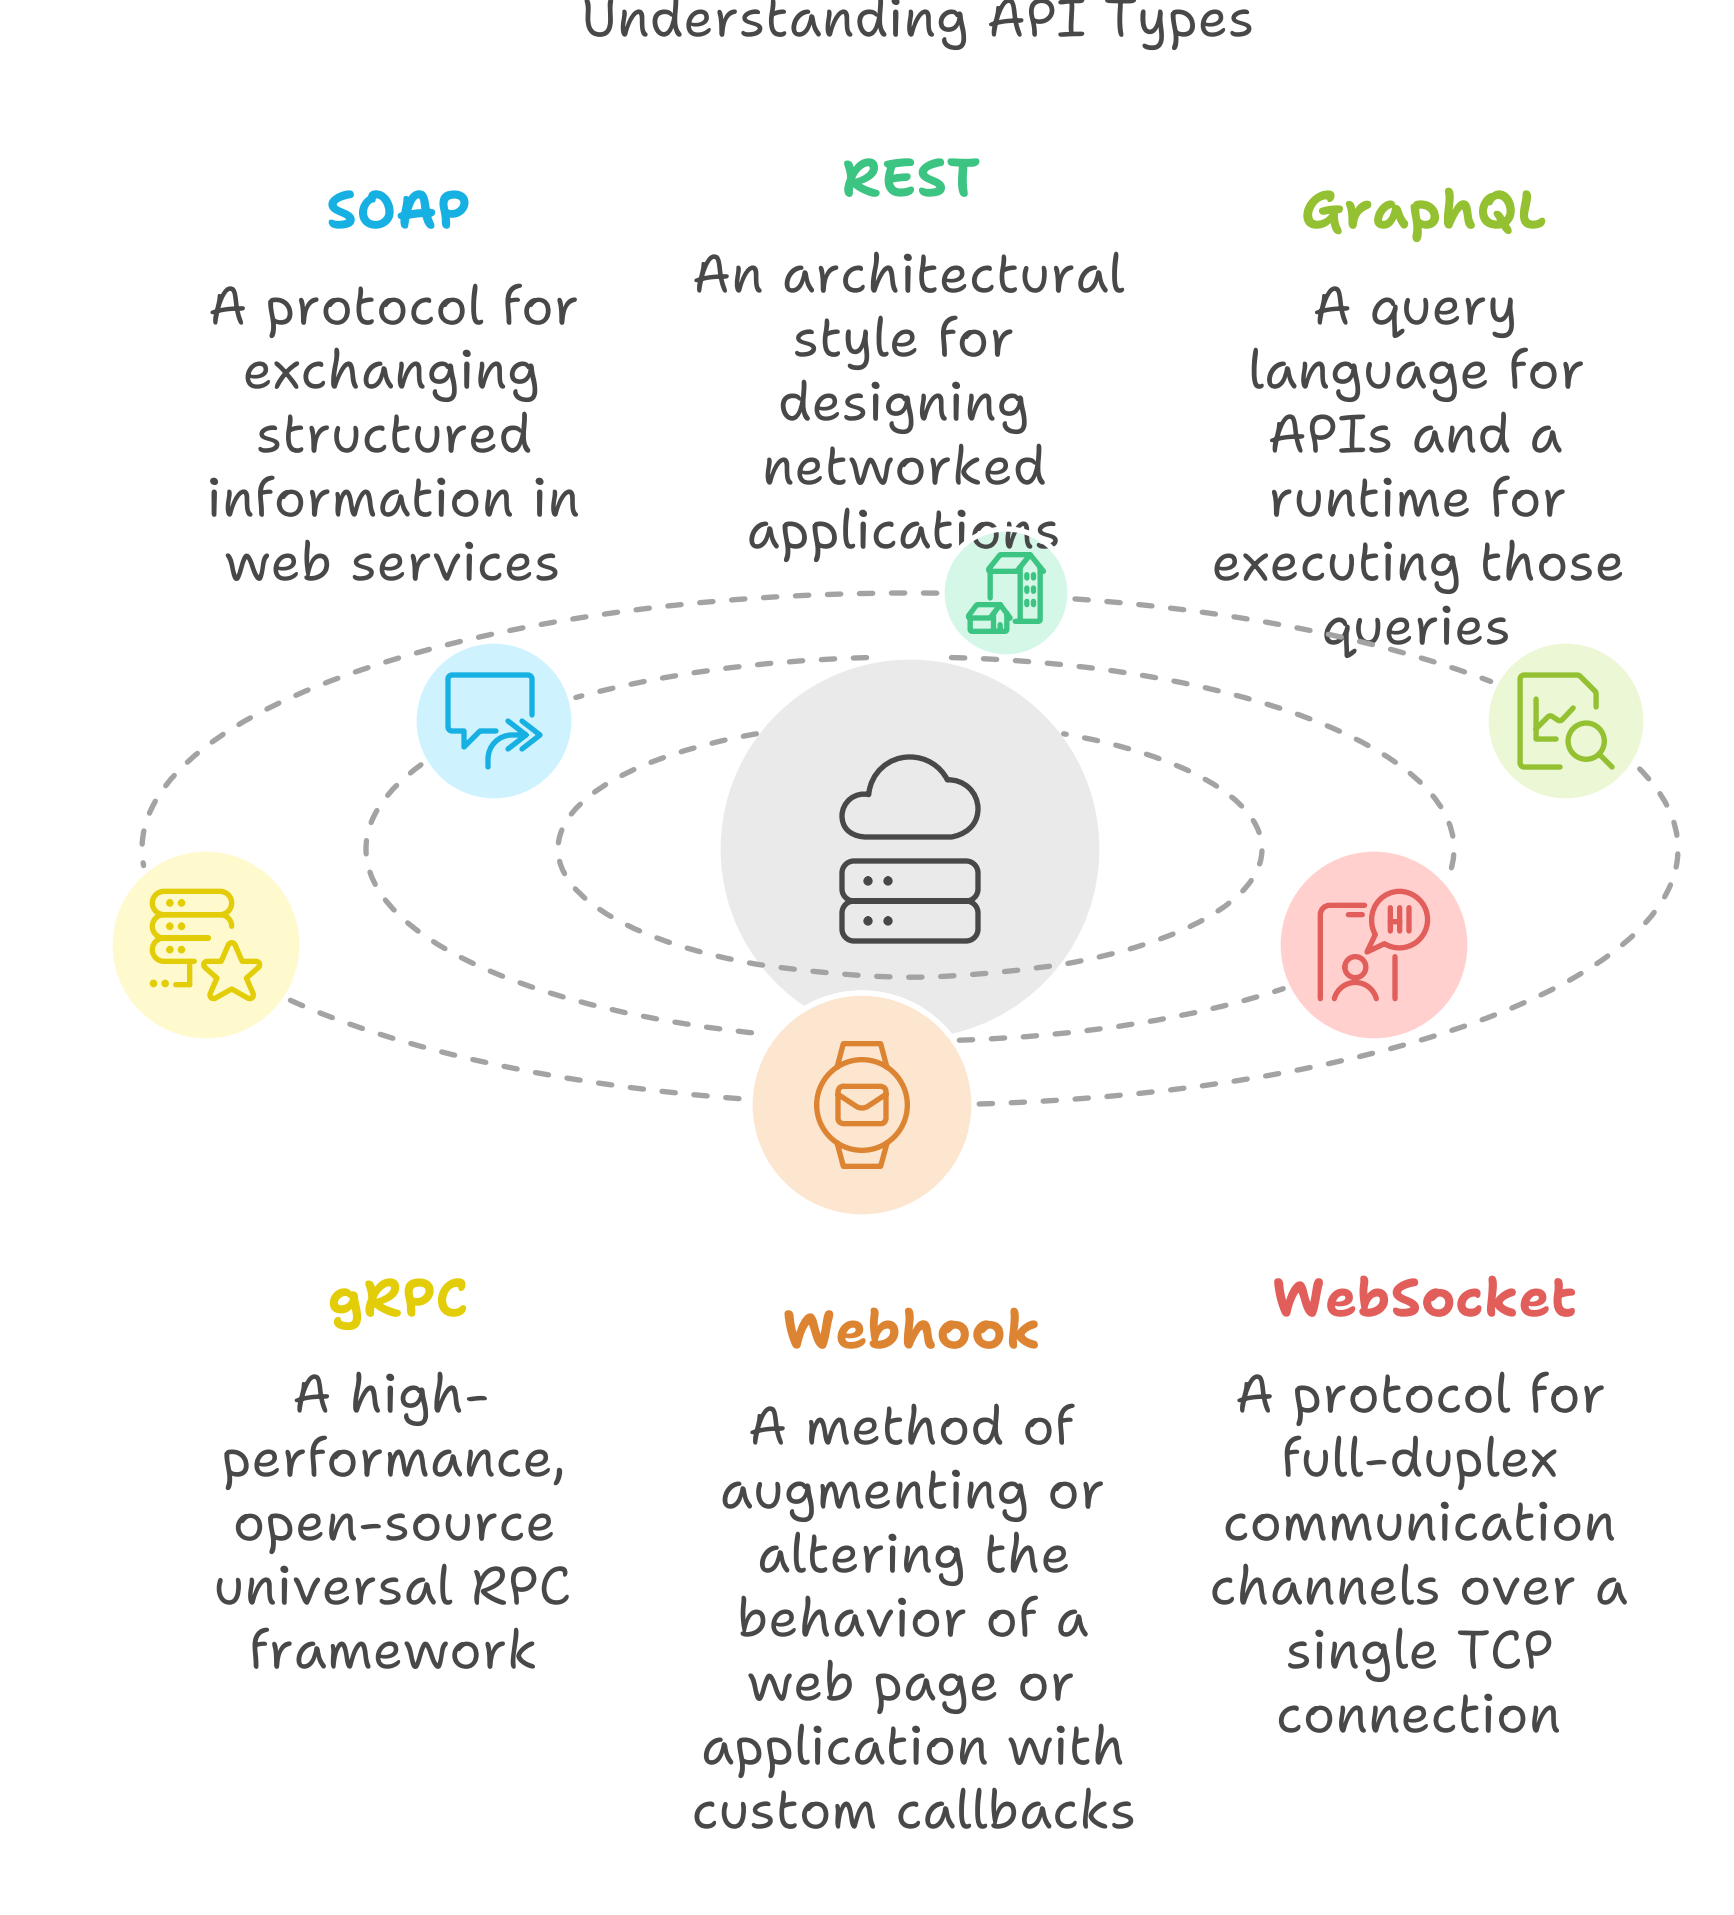 Understanding API Types
SOAP
A protocol for
exchanging
structured
information in
web services
REST
An architectural
style for
designing
networked
applications
GraphQL
A query
language for
APIs and a
runtime for
executing those
queries
HI
gRPC
A high-
performance,
open-source
universal RPC
framework
Webhook
A method of
augmenting or
altering the
behavior of a
web page or
application with
custom callbacks
WebSocket
A protocol for
full-duplex
communication
channels over a
single TCP
connection